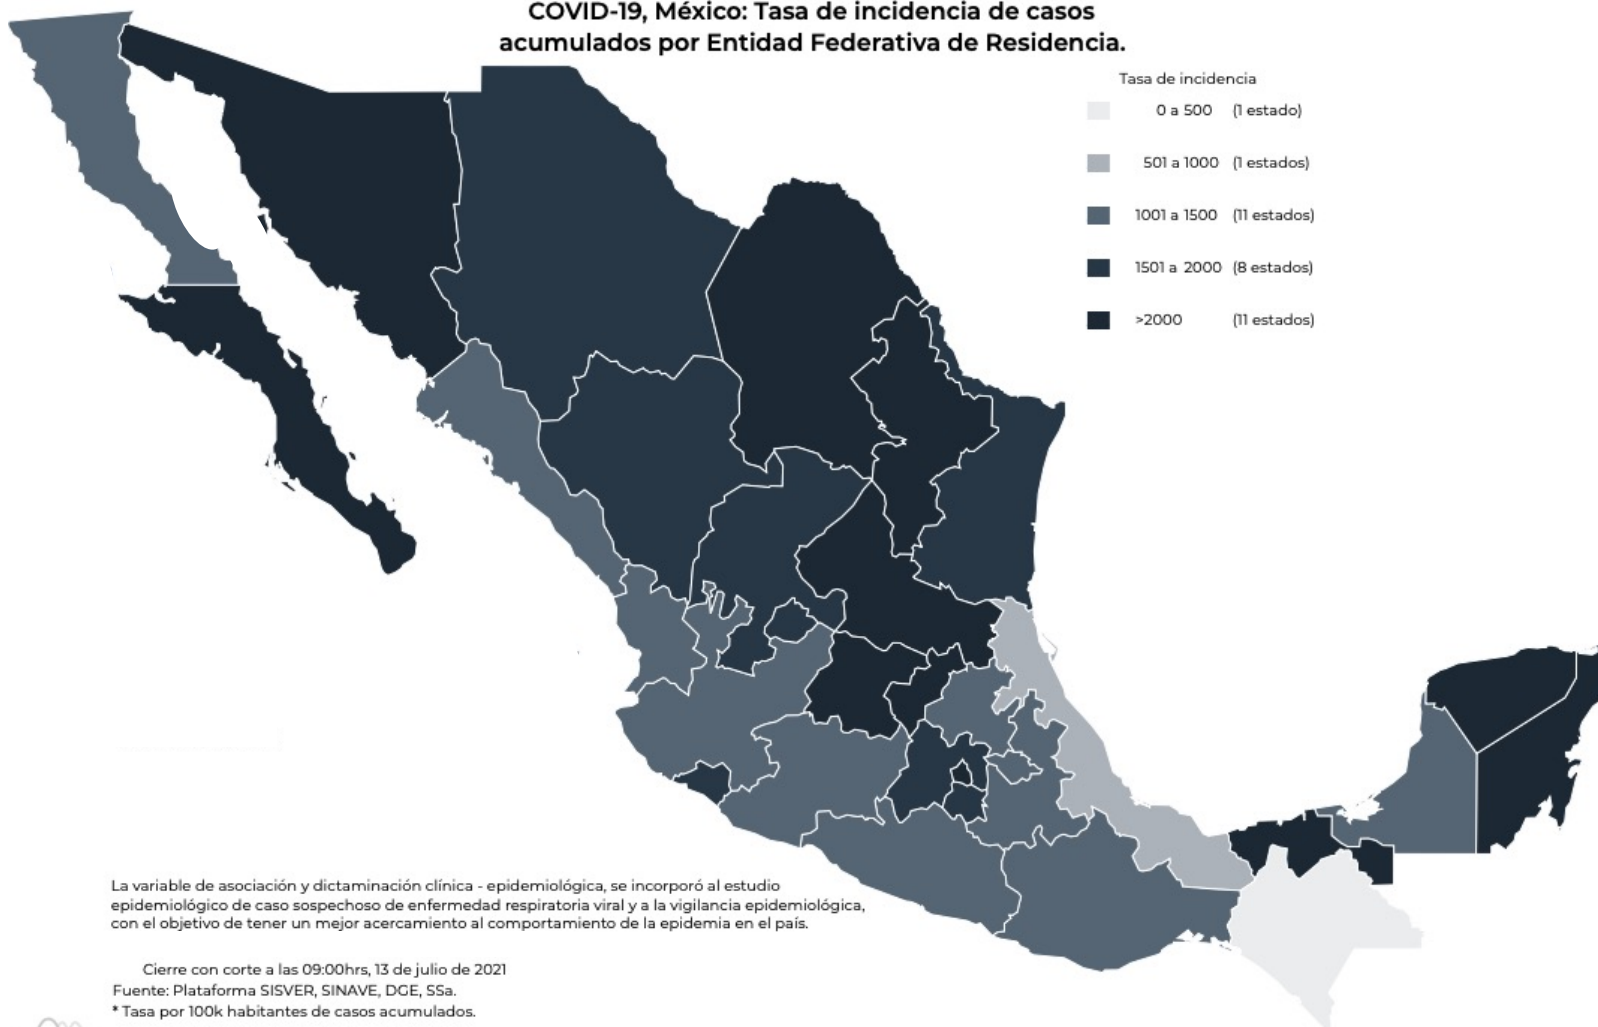 COVID-19, México: Tasa de incidencia de casos
acumulados por Entidad Federativa de Residencia.
Tasa de incidencia
0 a 500 (1 estado)
501 a 1000 (1 estados)
1001 a 1500 (11 estados)
1501 a 2000 (8 estados)
>2000 (11 estados)
La variable de asociación y dictaminación clínica - epidemiológica, se incorporó al estudio
epidemiológico de caso sospechoso de enfermedad respiratoria viral y a la vigilancia epidemiológica,
con el objetivo de tener un mejor acercamiento al comportamiento de la epidemia en el país.
Cierre con corte a las 09:00hrs, 13 de julio de 2021
Fuente: Plataforma SISVER, SINAVE, DGE, SSa.
* Tasa por 100k habitantes de casos acumulados.